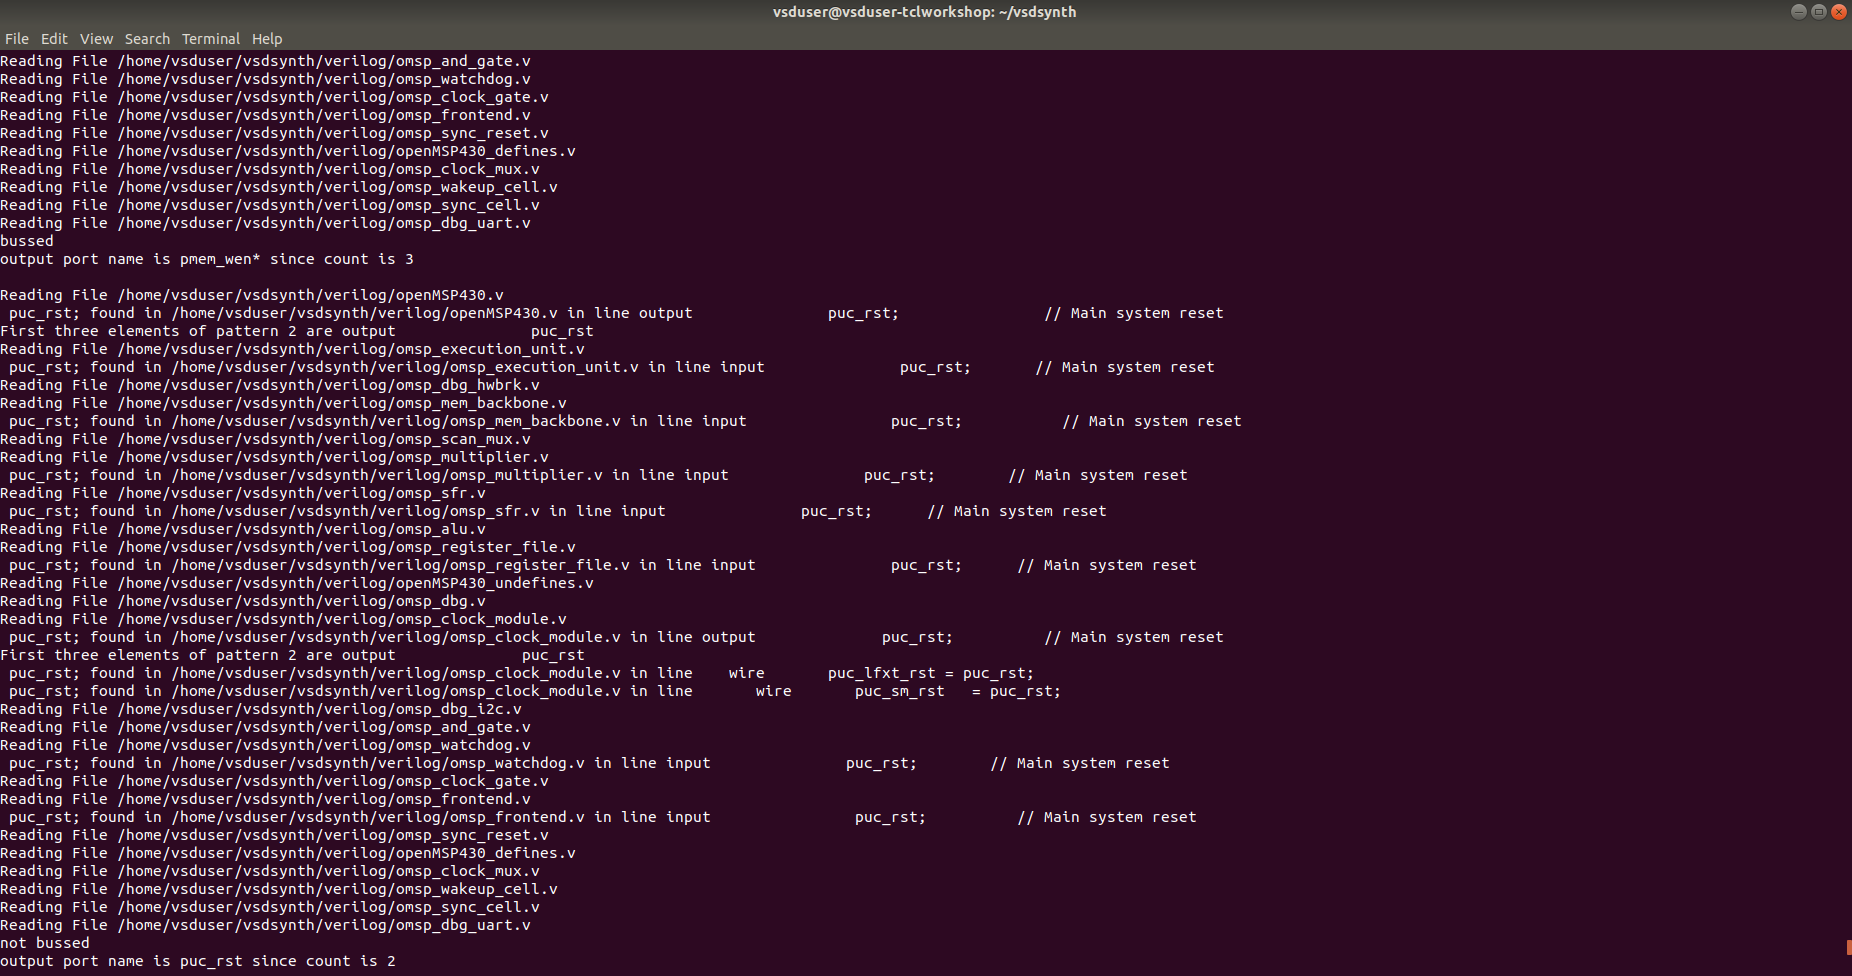 vsduser@vsduser-tclworkshop: ~/vsdsynth
File Edit View Search Terminal Help
Reading File /home/vsduser/vsdsynth/verilog/omsp_and_gate.v
Reading File /home/vsduser/vsdsynth/verilog/omsp_watchdog.v
Reading File /home/vsduser/vsdsynth/verilog/omsp_clock_gate.v
Reading File /home/vsduser/vsdsynth/verilog/omsp_frontend.v
Reading File /home/vsduser/vsdsynth/verilog/omsp_sync_reset.v
Reading File /home/vsduser/vsdsynth/verilog/openMSP430_defines.v
Reading File /home/vsduser/vsdsynth/verilog/omsp_clock_mux.v
Reading File /home/vsduser/vsdsynth/verilog/omsp_wakeup_cell.v
Reading File /home/vsduser/vsdsynth/verilog/omsp_sync_cell.v
Reading File /home/vsduser/vsdsynth/verilog/omsp_dbg_uart.v
bussed
output port name is pmem_wen* since count is 3
Reading File /home/vsduser/vsdsynth/verilog/openMSP430.v
puc_rst; found in /home/vsduser/vsdsynth/verilog/openMSP430.v in line output               puc_rst;                // Main system reset
First three elements of pattern 2 are output               puc_rst
Reading File /home/vsduser/vsdsynth/verilog/omsp_execution_unit.v
puc_rst; found in /home/vsduser/vsdsynth/verilog/omsp_execution_unit.v in line input               puc_rst;       // Main system reset
Reading File /home/vsduser/vsdsynth/verilog/omsp_dbg_hwbrk.v
Reading File /home/vsduser/vsdsynth/verilog/omsp_mem_backbone.v
puc_rst; found in /home/vsduser/vsdsynth/verilog/omsp_mem_backbone.v in line input                puc_rst;           // Main system reset
Reading File /home/vsduser/vsdsynth/verilog/omsp_scan_mux.v
Reading File /home/vsduser/vsdsynth/verilog/omsp_multiplier.v
puc_rst; found in /home/vsduser/vsdsynth/verilog/omsp_multiplier.v in line input               puc_rst;        // Main system reset
Reading File /home/vsduser/vsdsynth/verilog/omsp_sfr.v
puc_rst; found in /home/vsduser/vsdsynth/verilog/omsp_sfr.v in line input               puc_rst;      // Main system reset
Reading File /home/vsduser/vsdsynth/verilog/omsp_alu.v
Reading File /home/vsduser/vsdsynth/verilog/omsp_register_file.v
puc_rst; found in /home/vsduser/vsdsynth/verilog/omsp_register_file.v in line input               puc_rst;      // Main system reset
Reading File /home/vsduser/vsdsynth/verilog/openMSP430_undefines.v
Reading File /home/vsduser/vsdsynth/verilog/omsp_dbg.v
Reading File /home/vsduser/vsdsynth/verilog/omsp_clock_module.v
puc_rst; found in /home/vsduser/vsdsynth/verilog/omsp_clock_module.v in line output              puc_rst;          // Main system reset
First three elements of pattern 2 are output              puc_rst
puc_rst; found in /home/vsduser/vsdsynth/verilog/omsp_clock_module.v in line    wire       puc_lfxt_rst = puc_rst;
puc_rst; found in /home/vsduser/vsdsynth/verilog/omsp_clock_module.v in line       wire       puc_sm_rst   = puc_rst;
Reading File /home/vsduser/vsdsynth/verilog/omsp_dbg_i2c.v
Reading File /home/vsduser/vsdsynth/verilog/omsp_and_gate.v
Reading File /home/vsduser/vsdsynth/verilog/omsp_watchdog.v
puc_rst; found in /home/vsduser/vsdsynth/verilog/omsp_watchdog.v in line input               puc_rst;        // Main system reset
Reading File /home/vsduser/vsdsynth/verilog/omsp_clock_gate.v
Reading File /home/vsduser/vsdsynth/verilog/omsp_frontend.v
puc_rst; found in /home/vsduser/vsdsynth/verilog/omsp_frontend.v in line input                puc_rst;          // Main system reset
Reading File /home/vsduser/vsdsynth/verilog/omsp_sync_reset.v
Reading File /home/vsduser/vsdsynth/verilog/openMSP430_defines.v
Reading File /home/vsduser/vsdsynth/verilog/omsp_clock_mux.v
Reading File /home/vsduser/vsdsynth/verilog/omsp_wakeup_cell.v
Reading File /home/vsduser/vsdsynth/verilog/omsp_sync_cell.v
Reading File /home/vsduser/vsdsynth/verilog/omsp_dbg_uart.v
not bussed
output port name is puc_rst since count is 2